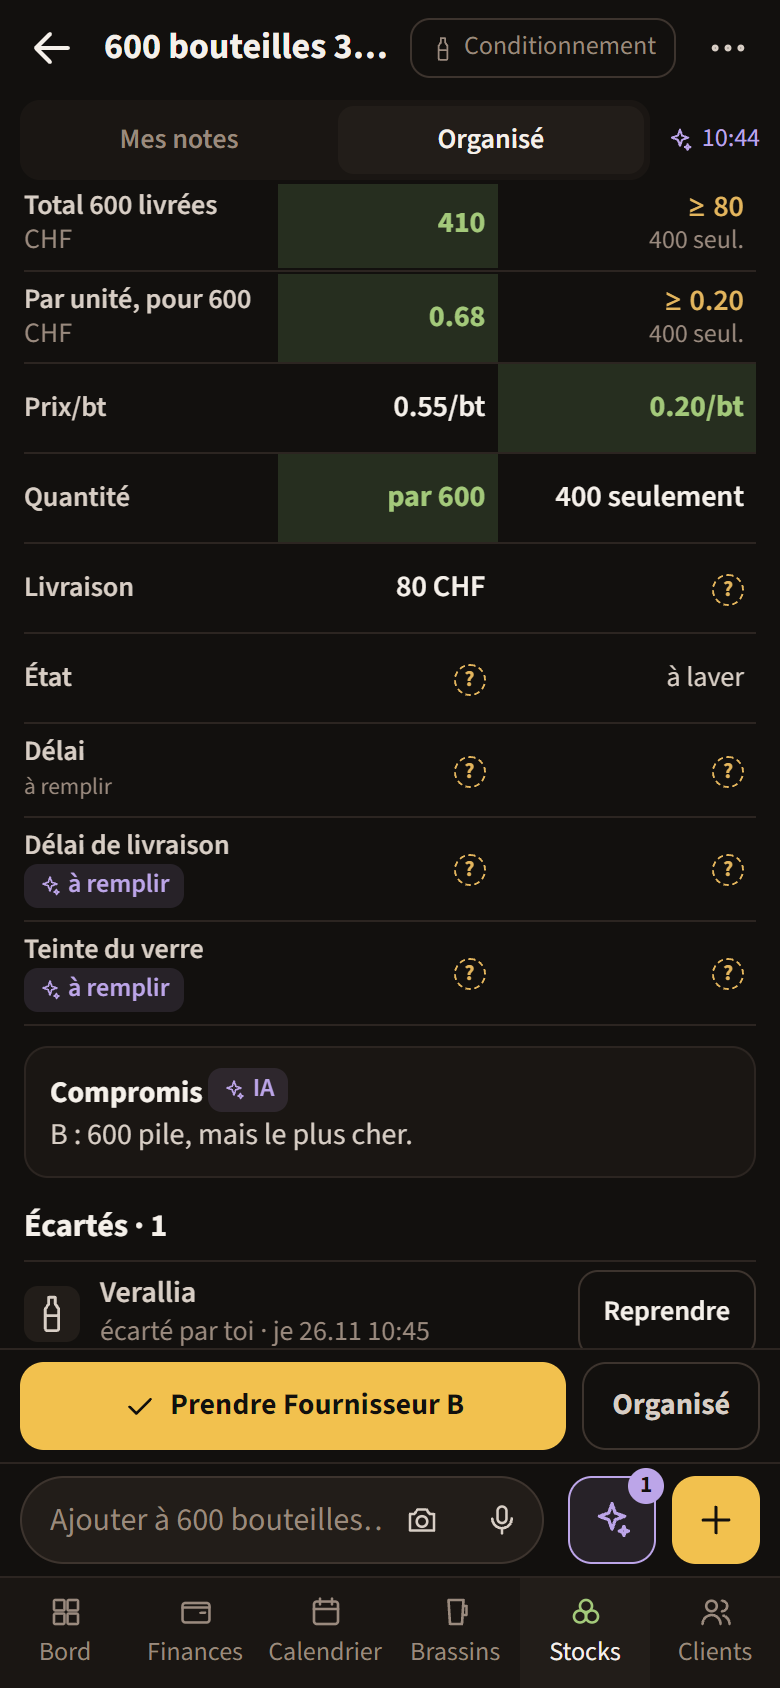 600 bouteilles 3…
Conditionnement
Mes notes
Organisé
10:44
Total 600 livrées
CHF
410
≥ 80
400 seul.
Par unité, pour 600
CHF
0.68
≥ 0.20
400 seul.
Prix/bt
0.55/bt
0.20/bt
Quantité
par 600
400 seulement
Livraison
80 CHF
?
État
?
à laver
Délai
à remplir
?
?
Délai de livraison
à remplir
?
?
Teinte du verre
à remplir
?
?
Compromis
IA
B : 600 pile, mais le plus cher.
Écartés · 1
Verallia
écarté par toi · je 26.11 10:45
Reprendre
Prendre Fournisseur B
Organisé
Ajouter à 600 bouteilles…
1
Bord
Finances
Calendrier
Brassins
Stocks
Clients